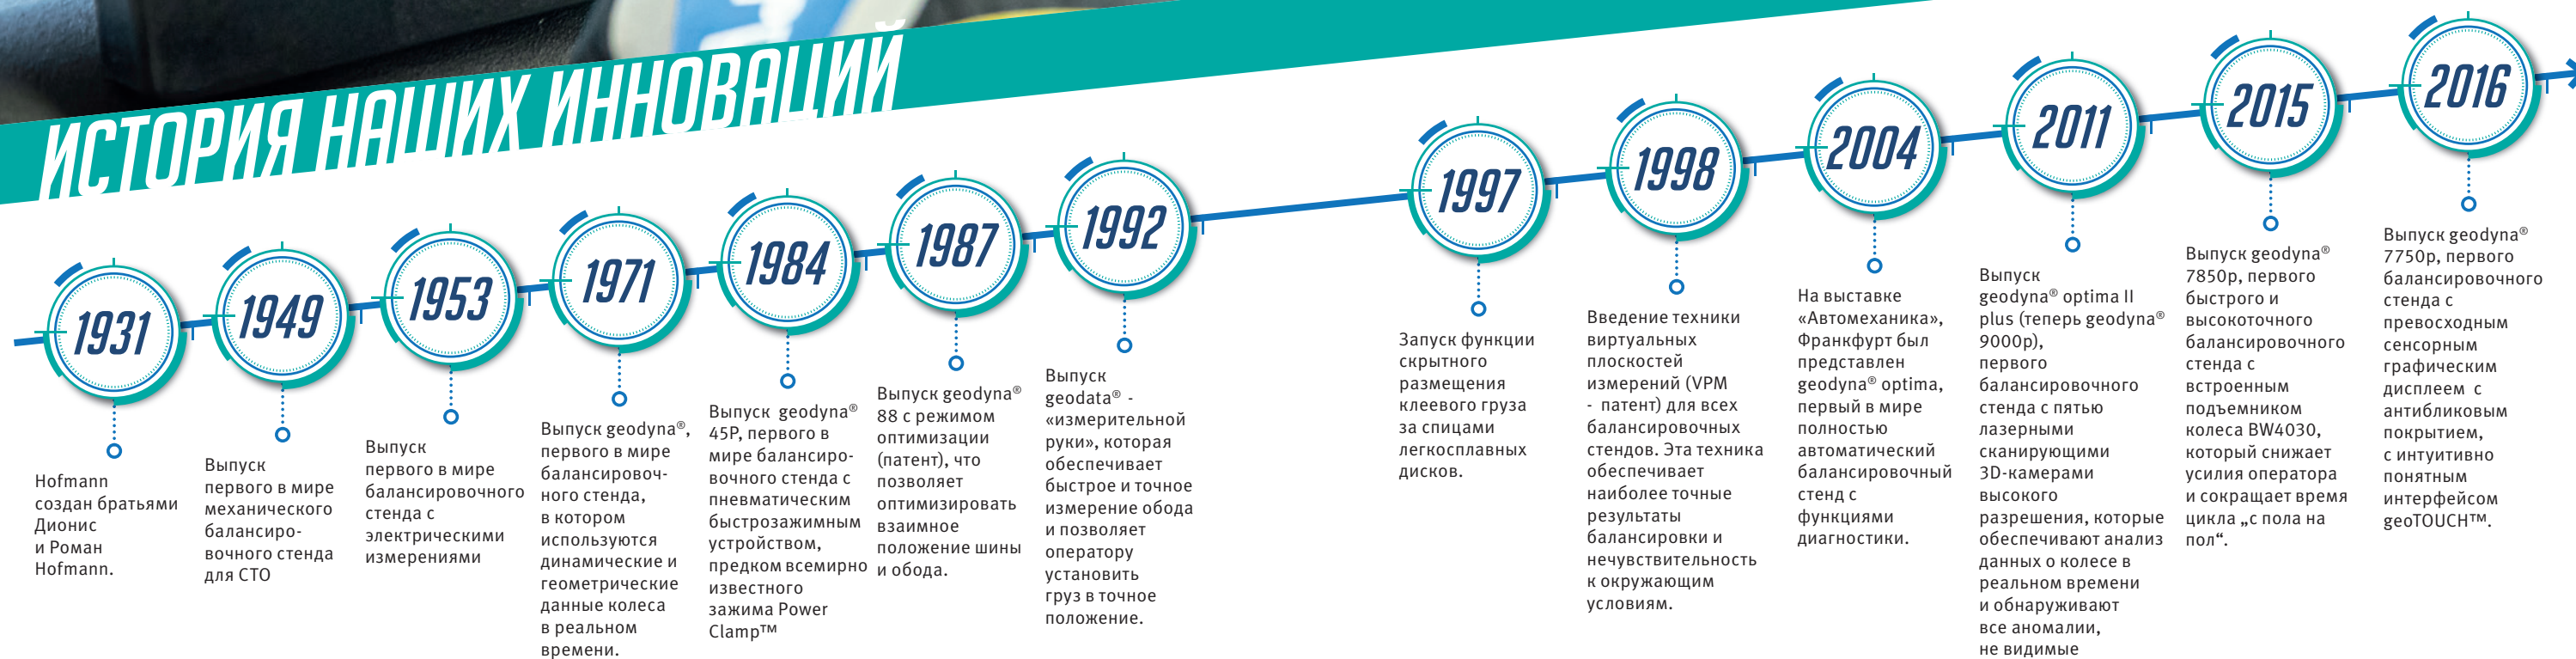 ИСТОРИЯ НАШИХ ИННОВАЦИЙ
1931
Hofmann
создан братьями
Дионис
и Роман
Hofmann.
1949
Выпуск
первого в мире
механического
балансиро-
вочного стенда
для СТО
1953
Выпуск
первого в мире
балансировочного
стенда с
электрическими
измерениями
1971
Выпуск geodyna®,
первого в мире
балансировоч-
ного стенда,
в котором
используются
динамические и
геометрические
данные колеса
в реальном
времени.
1984
Выпуск geodyna®
45P, первого в
мире балансиро-
вочного стенда с
пневматическим
быстрозажимным
устройством,
предком всемирно
известного
зажима Power
Clamp™
1987
Выпуск geodyna®
88 с режимом
оптимизации
(патент), что
позволяет
оптимизировать
взаимное
положение шины
и обода.
1992
Выпуск
geodata® -
«измерительной
руки», которая
обеспечивает
быстрое и точное
измерение обода
и позволяет
оператору
установить
груз в точное
положение.
1997
Запуск функции
скрытного
размещения
клеевого груза
за спицами
легкосплавных
дисков.
1998
Введение техники
виртуальных
плоскостей
измерений (VPM
- патент) для всех
балансировочных
стендов. Эта техника
обеспечивает
наиболее точные
результаты
балансировки и
нечувствительность
к окружающим
условиям.
2004
На выставке
«Автомеханика»,
Франкфурт был
представлен
geodyna® optima,
первый в мире
полностью
автоматический
балансировочный
стенд с
функциями
диагностики.
2011
Выпуск
geodyna® optima II
plus (теперь geodyna®
9000p),
первого
балансировочного
стенда с пятью
лазерными
сканирующими
3D-камерами
высокого
разрешения, которые
обеспечивают анализ
данных о колесе в
реальном времени
и обнаруживают
все аномалии,
не видимые
2015
Выпуск geodyna®
7850p, первого
быстрого и
высокоточного
балансировочного
стенда с
встроенным
подъемником
колеса BW4030,
который снижает
усилия оператора
и сокращает время
цикла „с пола на
пол“.
2016
Выпуск geodyna®
7750p, первого
балансировочного
стенда с
превосходным
сенсорным
графическим
дисплеем с
антибликовым
покрытием,
с интуитивно
понятным
интерфейсом
geoTOUCH™.